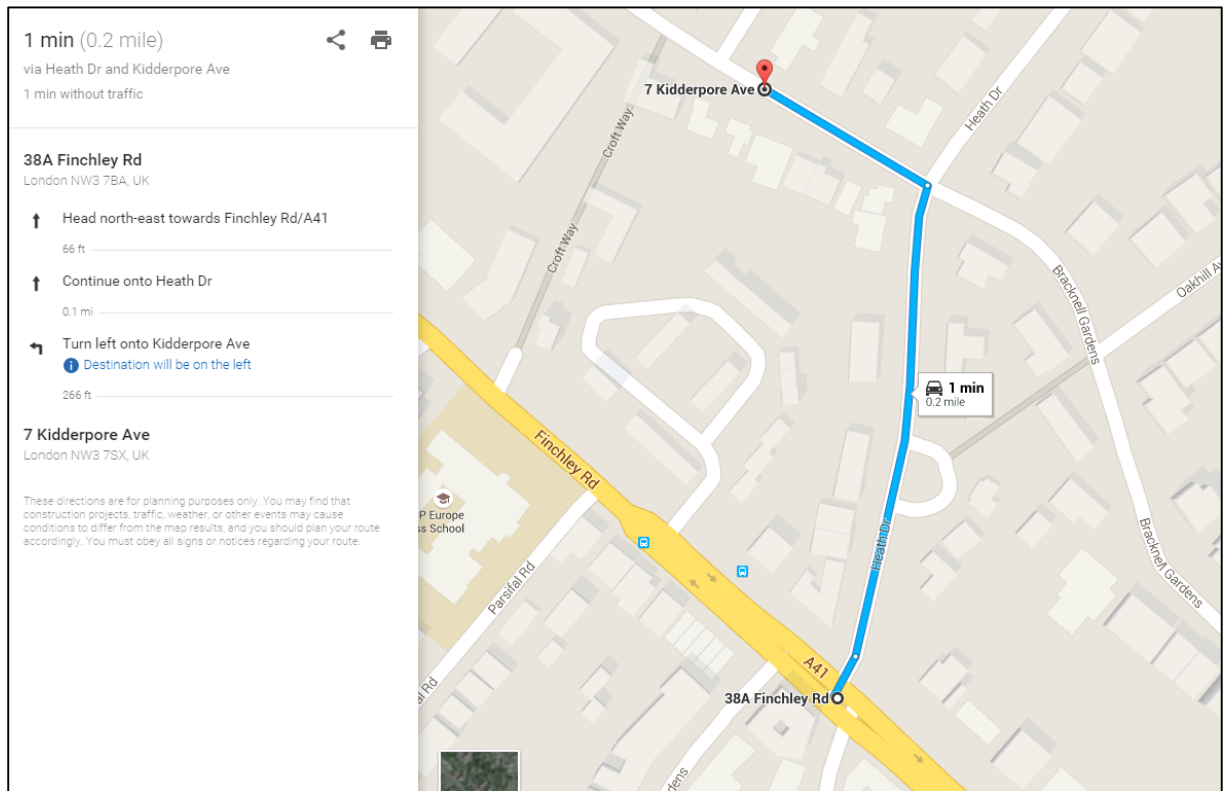 1 min (0.2 mile)
via Heath Dr and Kidderpore Ave
1 min without traffic
38A Finchley Rd
London NW3 7BA, UK
Head north-east towards Finchley Rd/A41
66 ft
Continue onto Heath Dr
0.1 mi
Turn left onto Kidderpore Ave
i Destination will be on the left
266 ft
7 Kidderpore Ave
London NW3 7SX, UK
These directions are for planning purposes only. You may find that
construction projects, traffic, weather, or other events may cause
conditions to differ from the map results, and you should plan your route
accordingly. You must obey all signs or notices regarding your route.
7 Kidderpore Ave
Heath Dr
Croft Way
Croft Way
Bracknell Gardens
Oakhill Av
1 min
0.2 mile
Finchley Rd
P Europe
ss School
Heath Dr
Bracknell Gardens
Parsifal Rd
A41
38A Finchley Rd
al Rd
dens